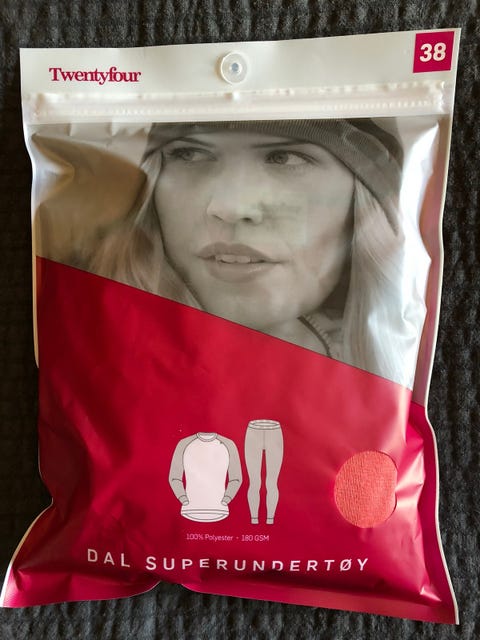 38
Twentyfour
100% Polyester - 180 GSM
DAL SUPERUNDERTØY